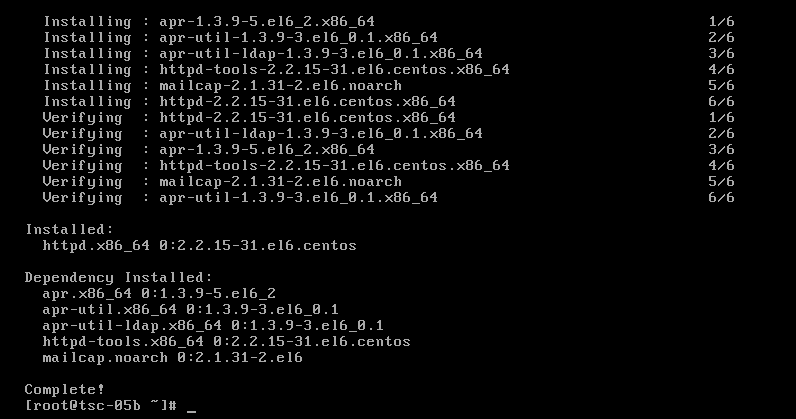 Installing : apr-1.3.9-5.el6_2.x86_64 1/6
Installing : apr-util-1.3.9-3.el6_0.1.x86_64 2/6
Installing : apr-util-ldap-1.3.9-3.el6_0.1.x86_64 3/6
Installing : httpd-tools-2.2.15-31.el6.centos.x86_64 4/6
Installing : mailcap-2.1.31-2.el6.noarch 5/6
Installing : httpd-2.2.15-31.el6.centos.x86_64 6/6
Verifying : httpd-2.2.15-31.el6.centos.x86_64 1/6
Verifying : apr-util-ldap-1.3.9-3.el6_0.1.x86_64 2/6
Verifying : apr-1.3.9-5.el6_2.x86_64 3/6
Verifying : httpd-tools-2.2.15-31.el6.centos.x86_64 4/6
Verifying : mailcap-2.1.31-2.el6.noarch 5/6
Verifying : apr-util-1.3.9-3.el6_0.1.x86_64 6/6
Installed:
httpd.x86_64 0:2.2.15-31.el6.centos
Dependency Installed:
apr.x86_64 0:1.3.9-5.el6_2
apr-util.x86_64 0:1.3.9-3.el6_0.1
apr-util-ldap.x86_64 0:1.3.9-3.el6_0.1
httpd-tools.x86_64 0:2.2.15-31.el6.centos
mailcap.noarch 0:2.1.31-2.el6
Complete!
[root@tsc-05b ~]# _